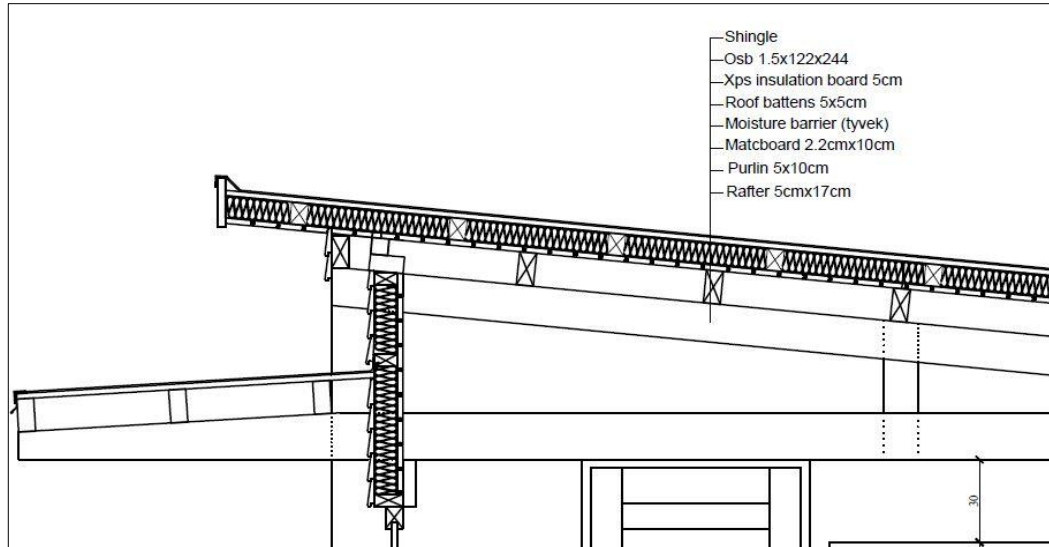 Shingle
Osb 1.5x122x244
Xps insulation board 5cm
Roof battens 5x5cm
Moisture barrier (tyvek)
Matcboard 2.2cmx10cm
Purlin 5x10cm
Rafter 5cmx17cm
30